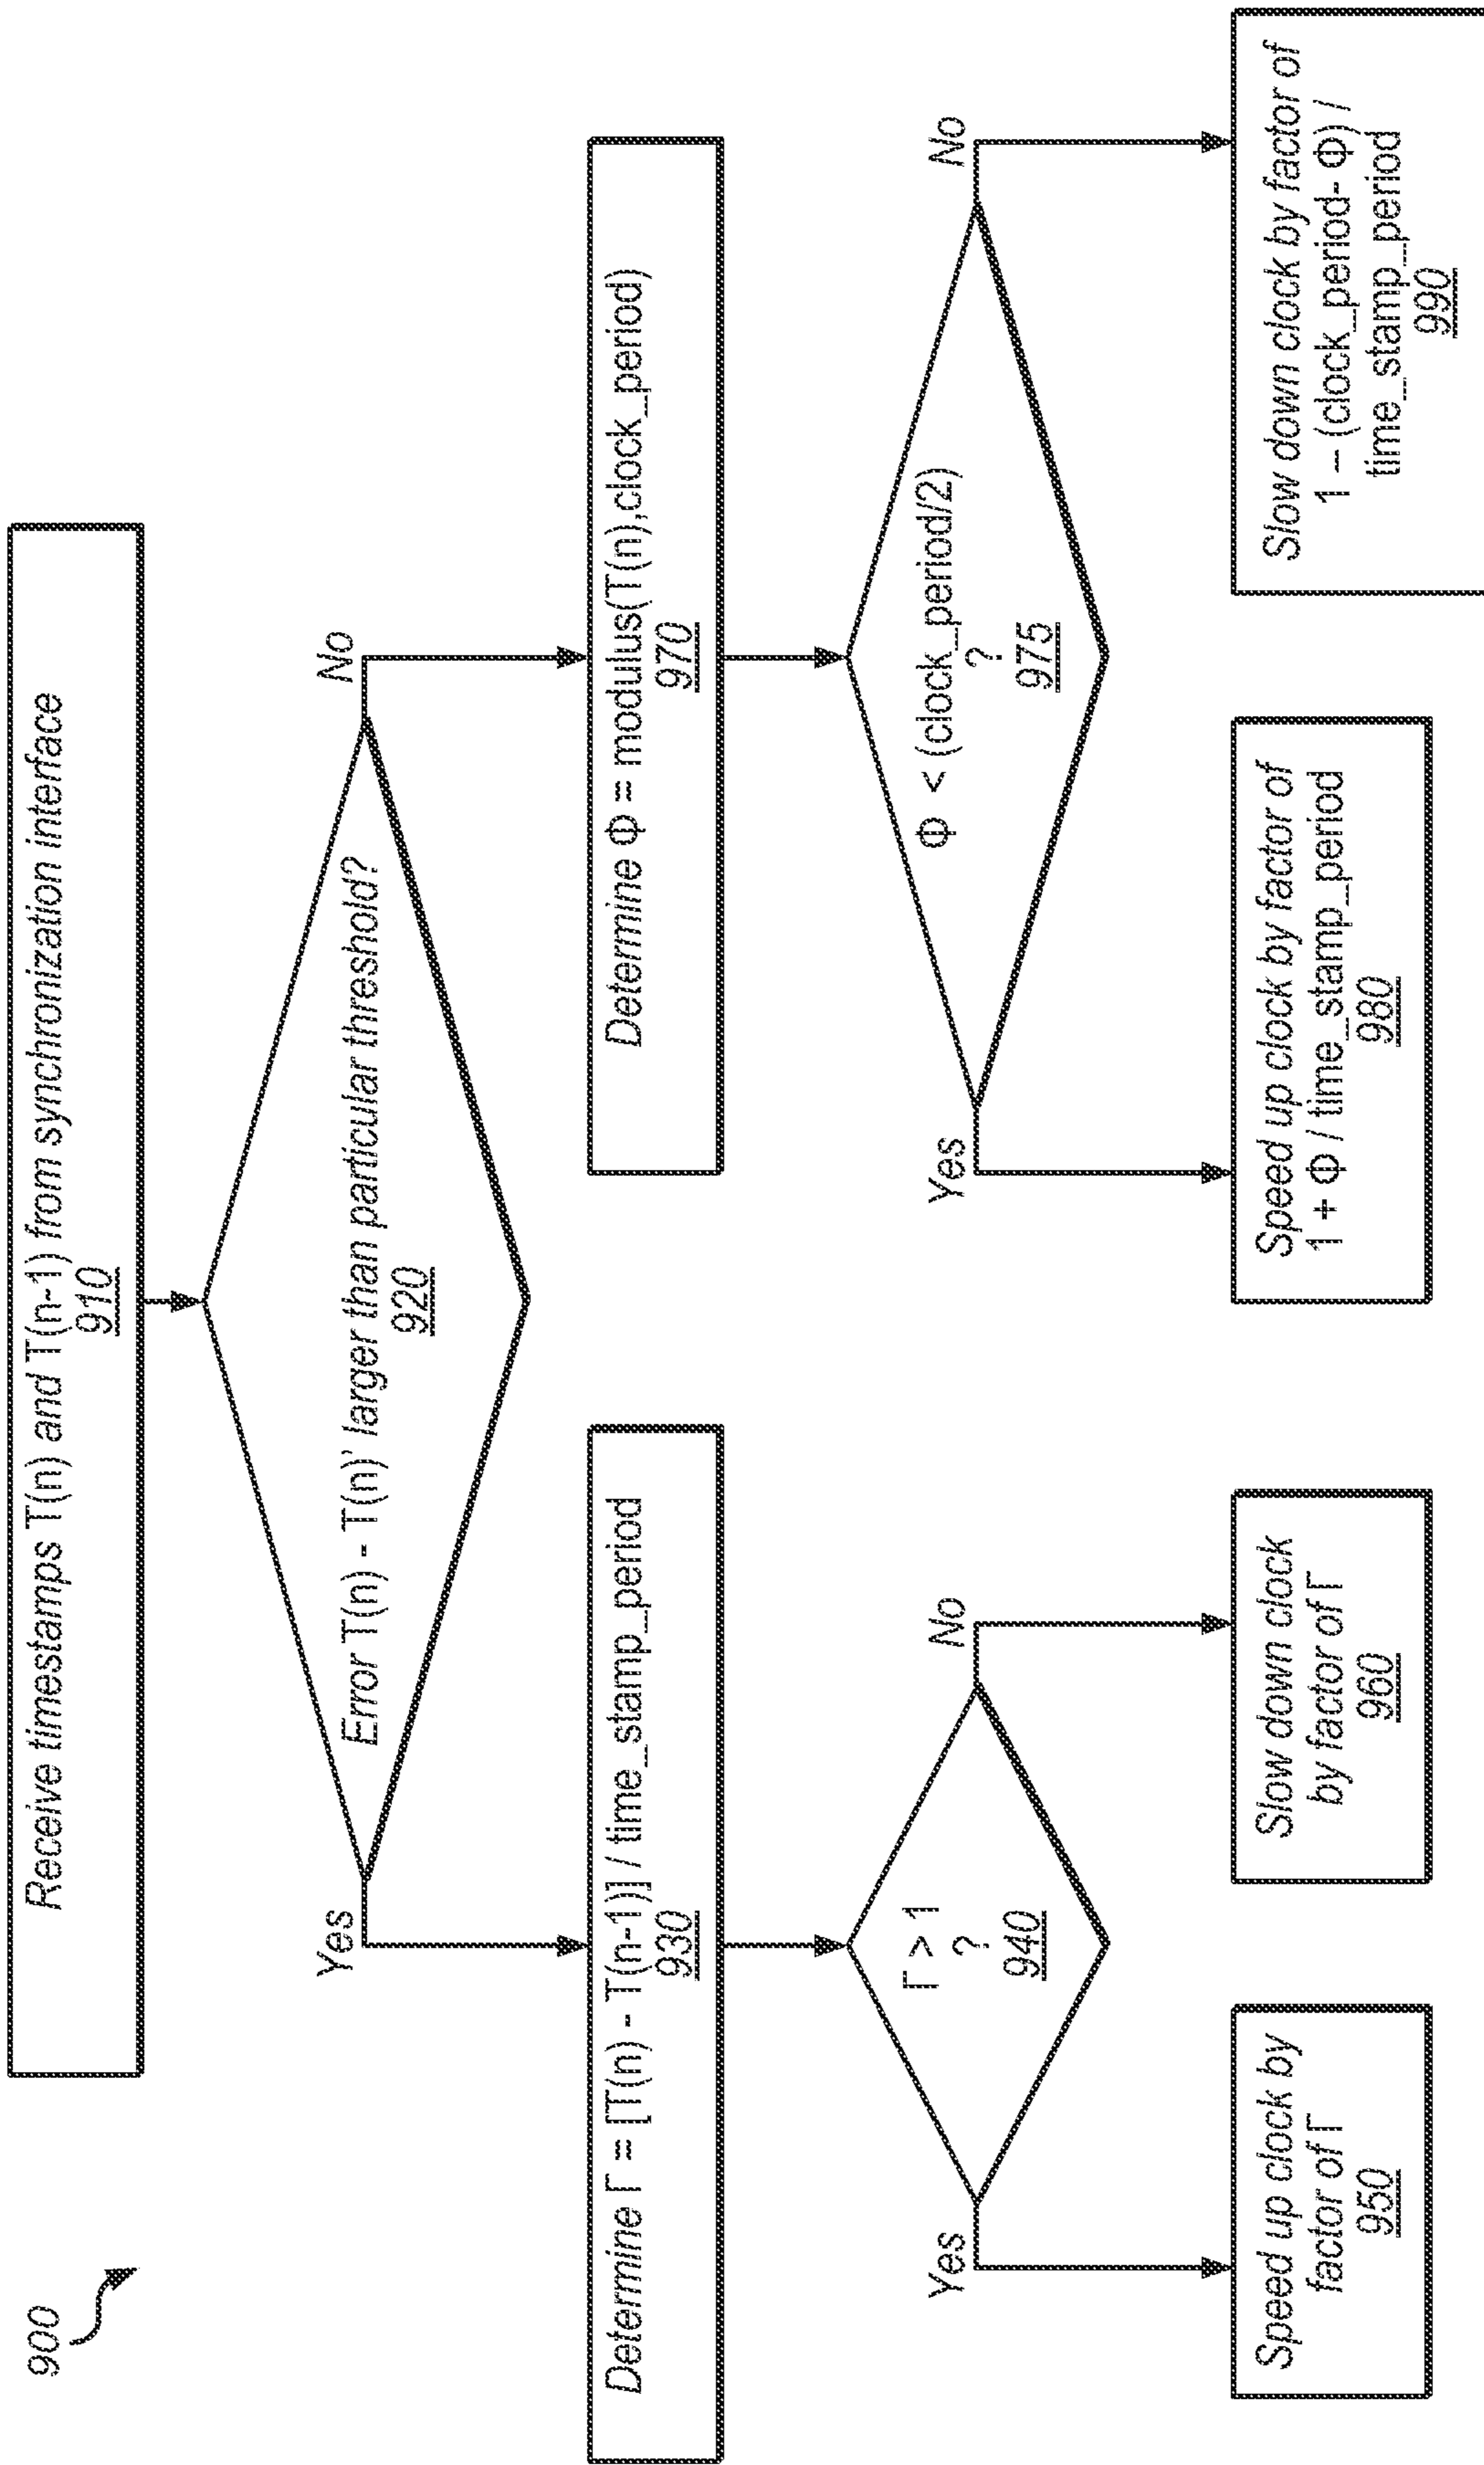 900
Receive timestamps T(n) and T(n-1) from synchronization interface
910
Error T(n) - T(n)' larger than particular threshold?
920
Yes
No
Determine Γ = [T(n) - T(n-1)] / time_stamp_period
930
Determine Φ = modulus(T(n),clock_period)
970
Γ > 1
?
940
Yes
No
Φ < (clock_period/2)
?
975
Yes
No
Speed up clock by
factor of Γ
950
Slow down clock
by factor of Γ
960
Speed up clock by factor of
1 + Φ / time_stamp_period
980
Slow down clock by factor of
1 – (clock_period- Φ) /
time_stamp_period
990